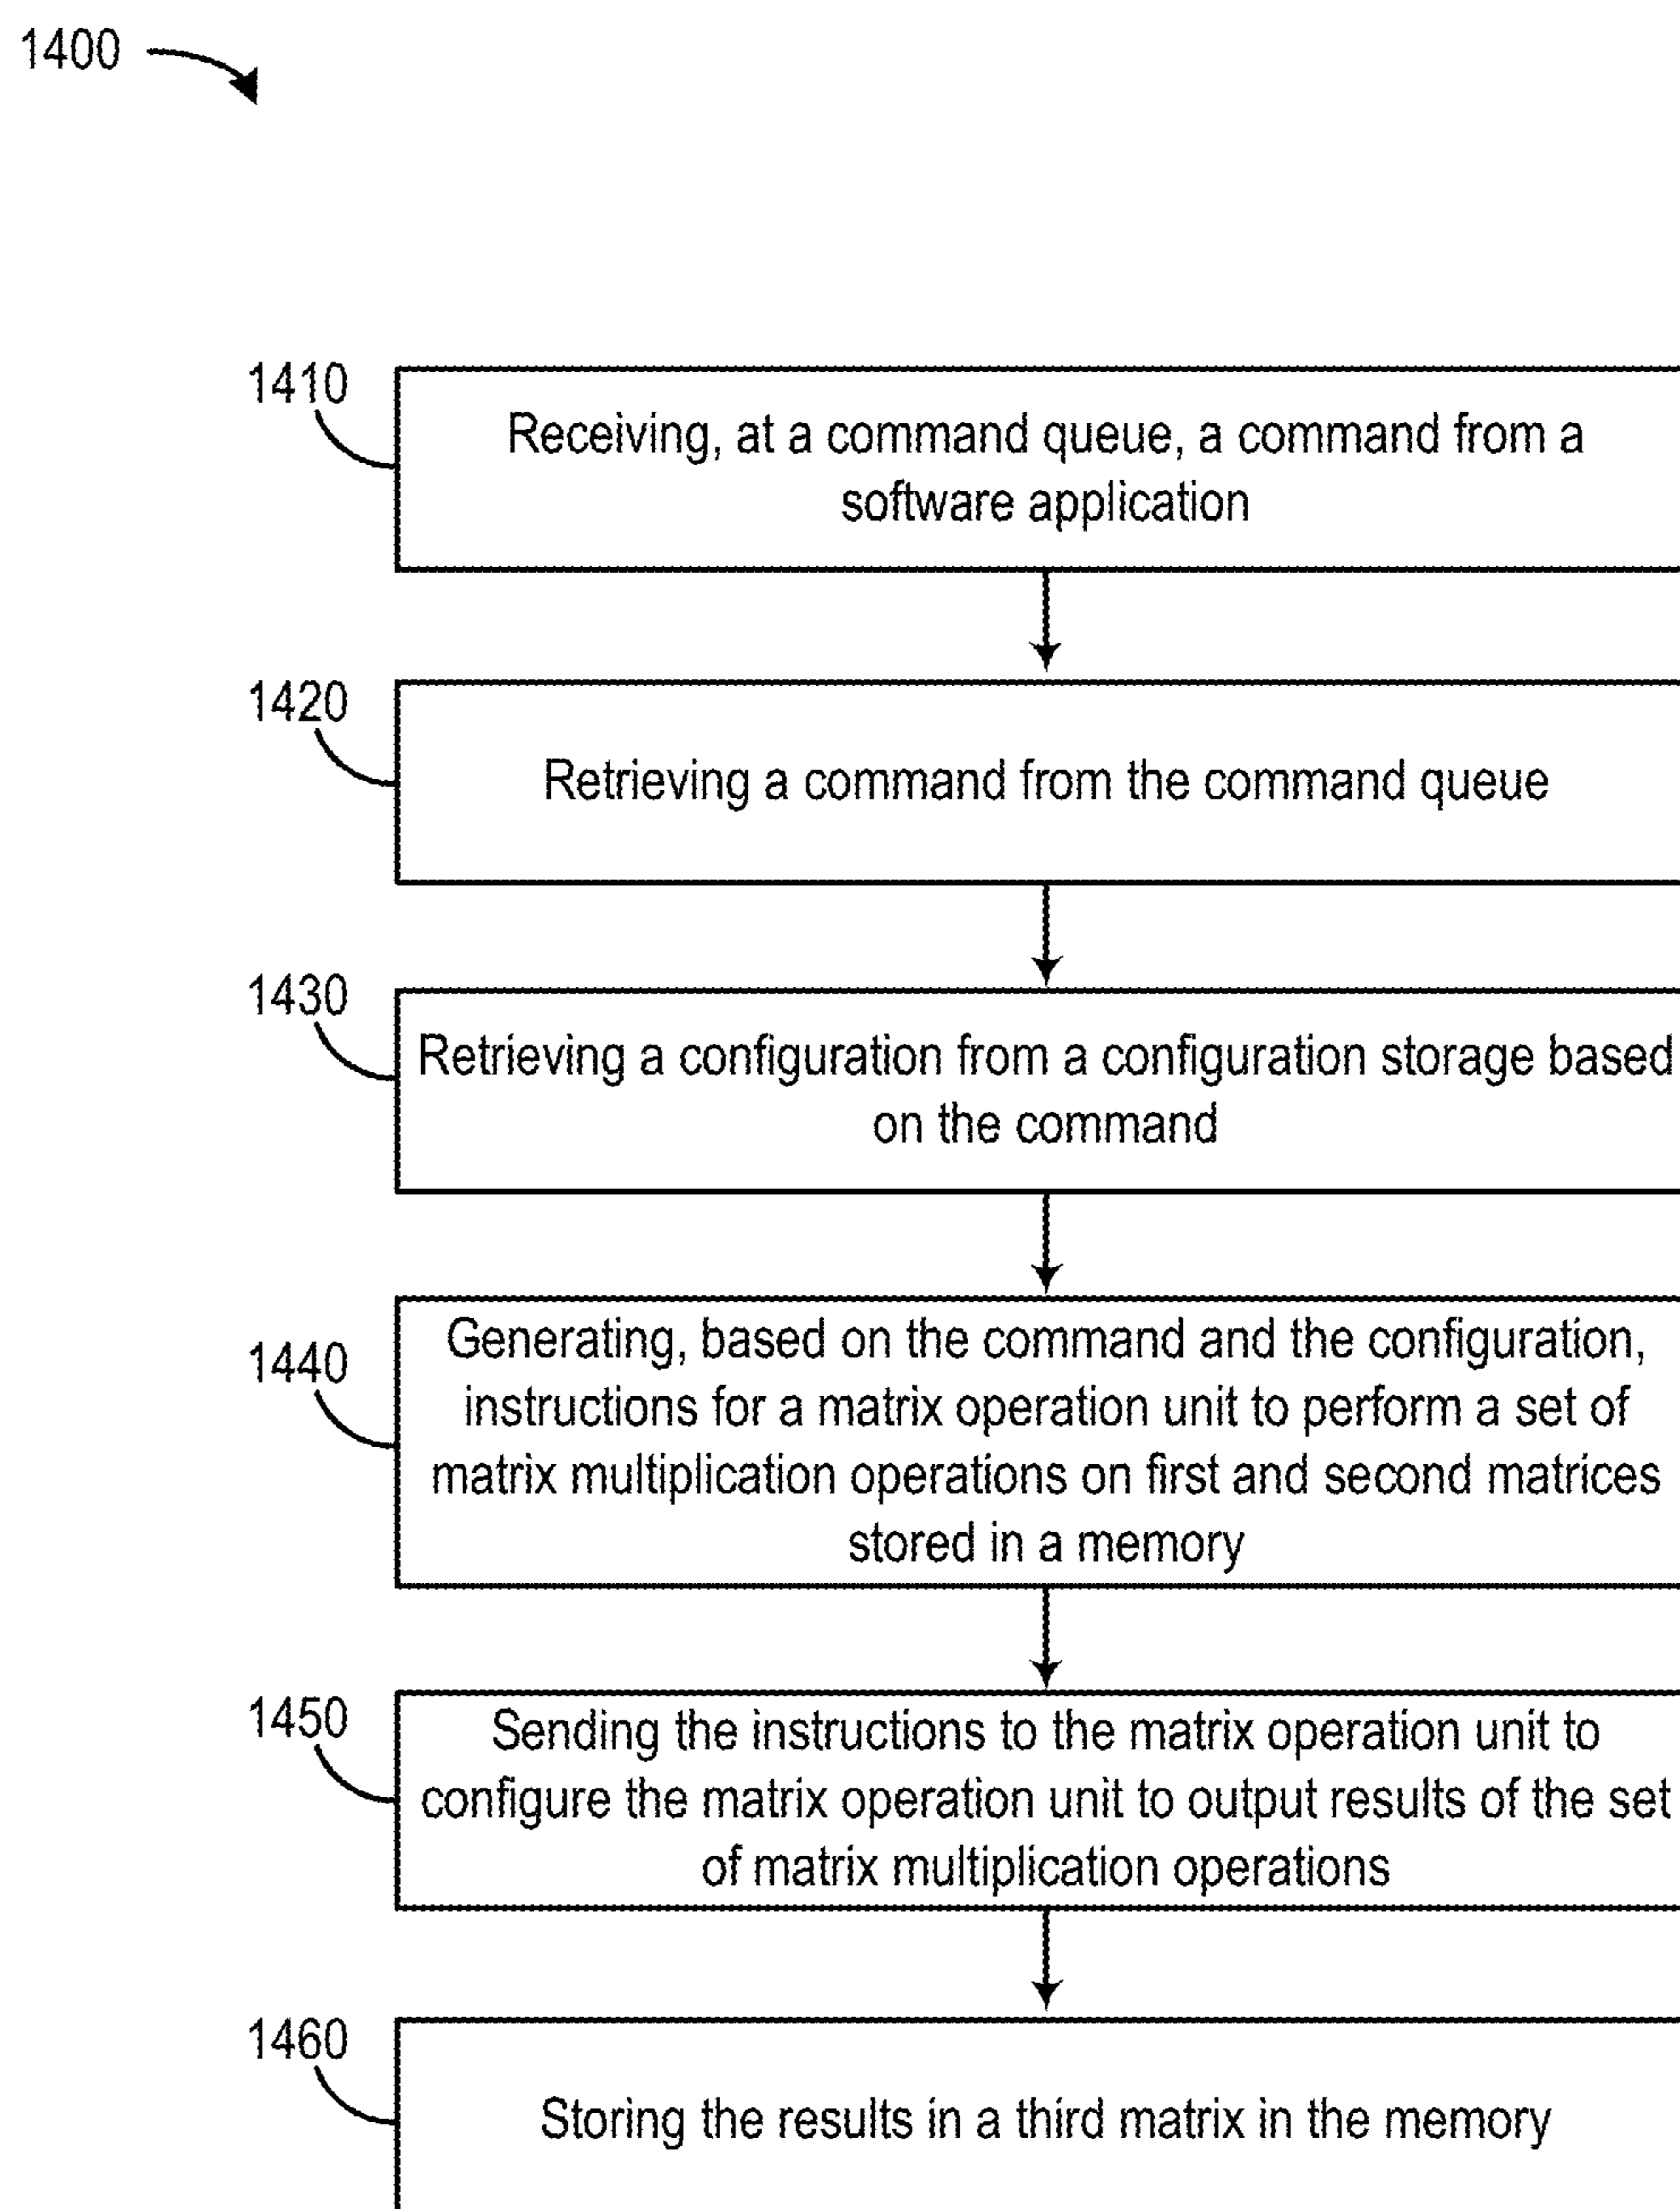 1400
1410
Receiving, at a command queue, a command from a
software application
1420
Retrieving a command from the command queue
1430
Retrieving a configuration from a configuration storage based
on the command
1440
Generating, based on the command and the configuration,
instructions for a matrix operation unit to perform a set of
matrix multiplication operations on first and second matrices
stored in a memory
1450
Sending the instructions to the matrix operation unit to
configure the matrix operation unit to output results of the set
of matrix multiplication operations
1460
Storing the results in a third matrix in the memory